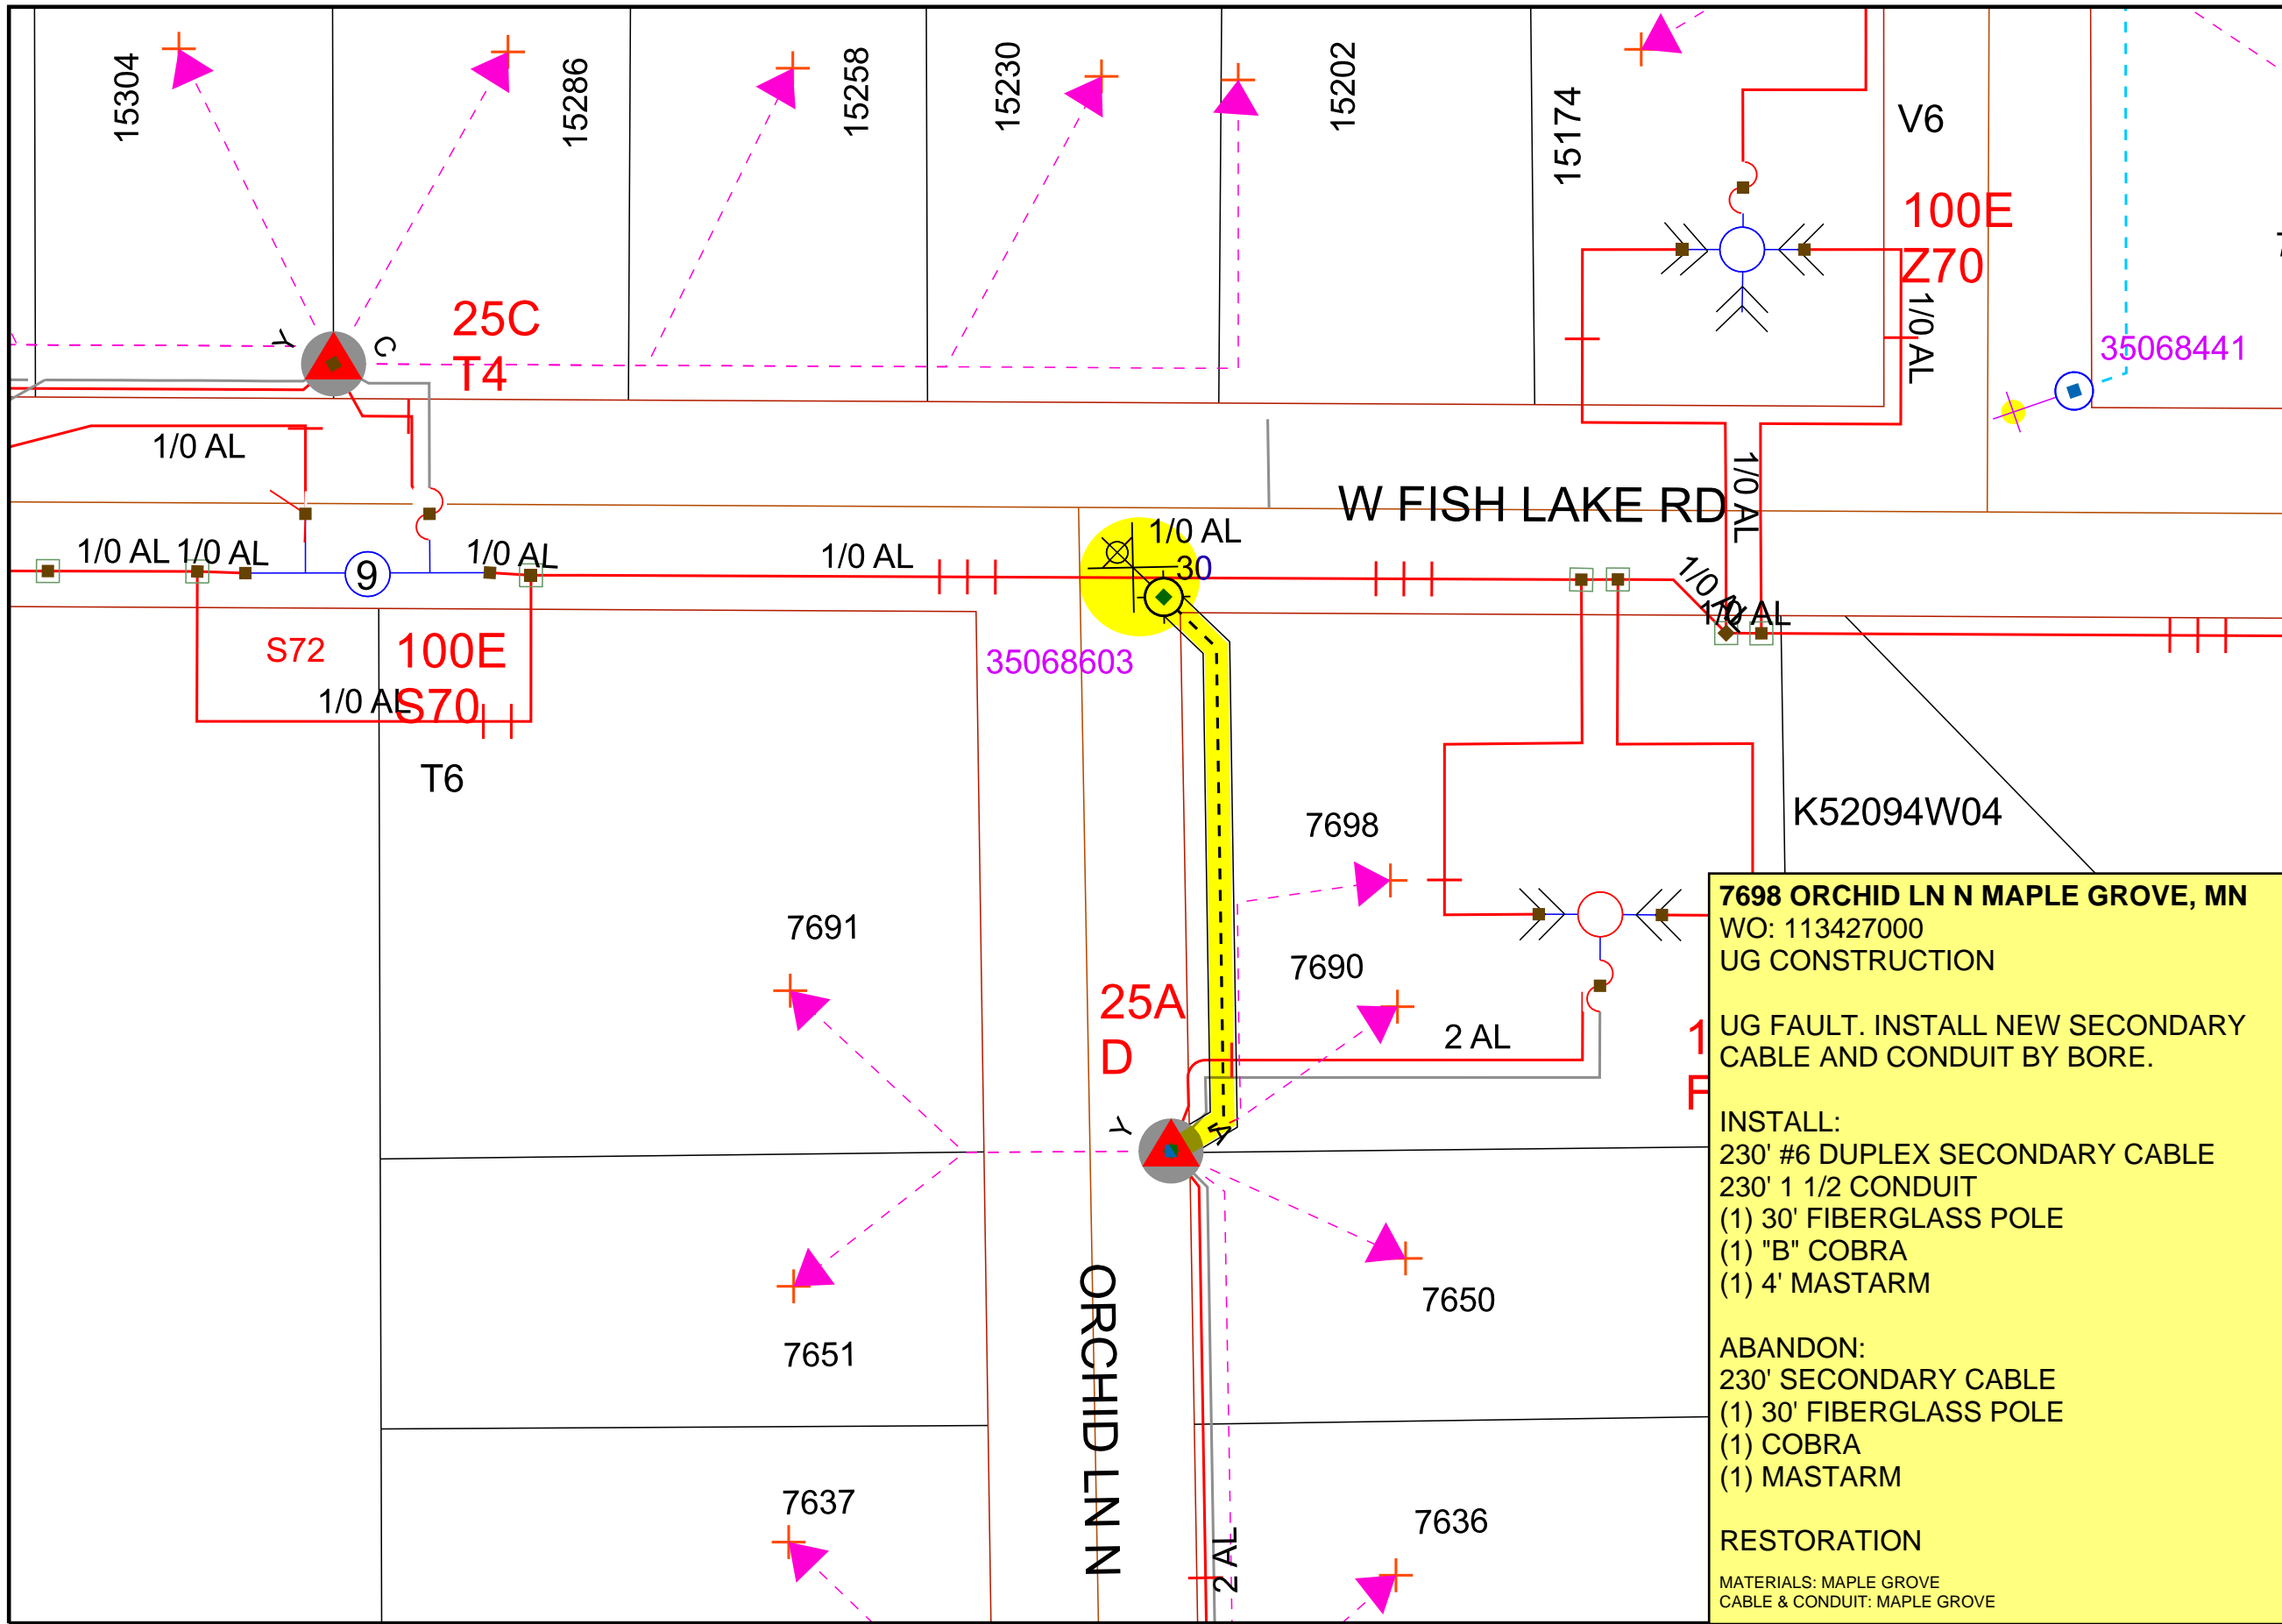 15304
15286
15258
15230
15202
15174
V6
100E
Z70
1/0 AL
35068441
Y
C
25C
T4
1/0 AL
1/0 AL
W FISH LAKE RD
1/0 AL
30
1/0 AL
1/0 AL
1/0 AL
9
1/0 AL
1/0 AL
1/0 AL
S72
100E
S70
1/0 AL
35068603
T6
7698
K52094W04
7691
7690
25A
D
2 AL
Y
A
7650
7651
ORCHID LN N
7637
7636
2 AL
7698 ORCHID LN N MAPLE GROVE, MN
WO: 113427000
UG CONSTRUCTION
UG FAULT. INSTALL NEW SECONDARY
CABLE AND CONDUIT BY BORE.
INSTALL:
230' #6 DUPLEX SECONDARY CABLE
230' 1 1/2 CONDUIT
(1) 30' FIBERGLASS POLE
(1) "B" COBRA
(1) 4' MASTARM
ABANDON:
230' SECONDARY CABLE
(1) 30' FIBERGLASS POLE
(1) COBRA
(1) MASTARM
RESTORATION
MATERIALS: MAPLE GROVE
CABLE & CONDUIT: MAPLE GROVE